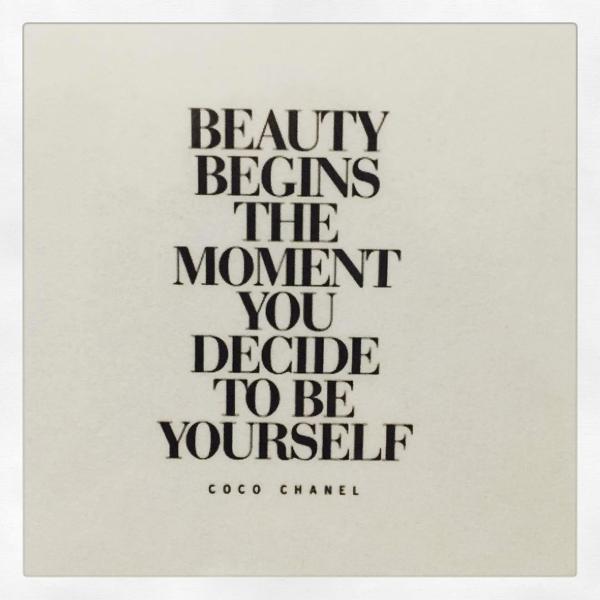 BEAUTY
BEGINS
THE
MOMENT
YOU
DECIDE
TO BE
YOURSELF
COCO CHANEL